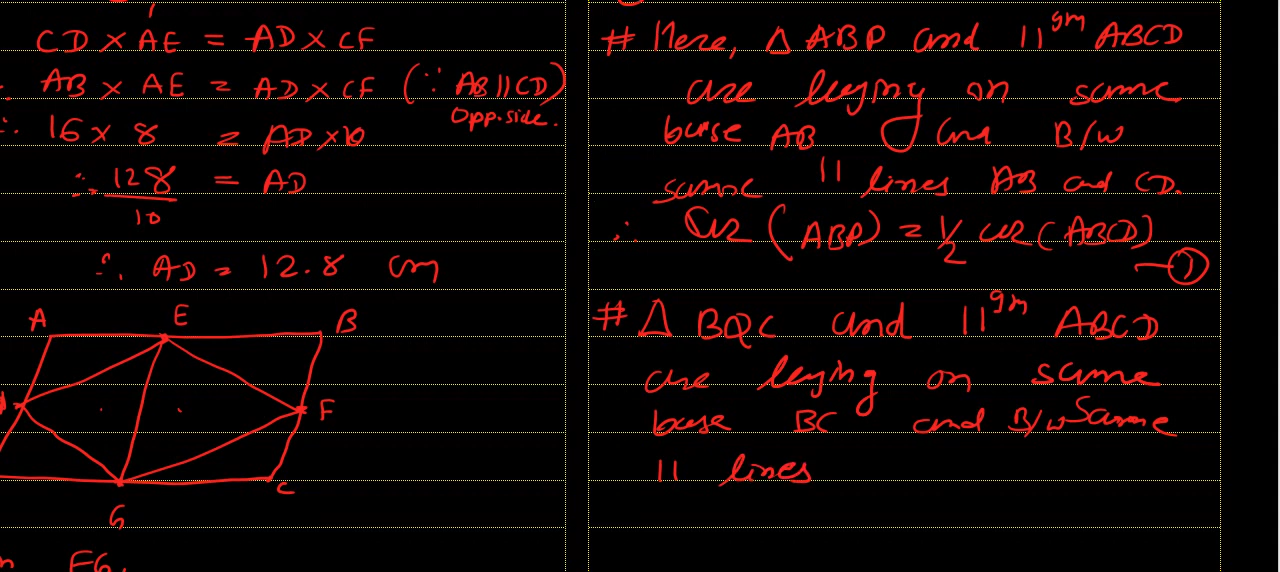 CD × AE = AD × CF
∴ AB × AE = AD × CF (∵ AB || CD)
opp. side.
∴ 16 × 8 = AD × 10
∴ 128 = AD
10
∴ AD = 12.8 cm
A E B
F
C
G
EG.
# Here, Δ ABP and ||gm ABCD
are leying on same
base AB and B/w
same || lines AB and CD.
∴ ar (ABP) = 1/2 ar (ABCD)
—①
# Δ BQC and ||gm ABCD
are leying on same
base BC and B/w Same
|| lines